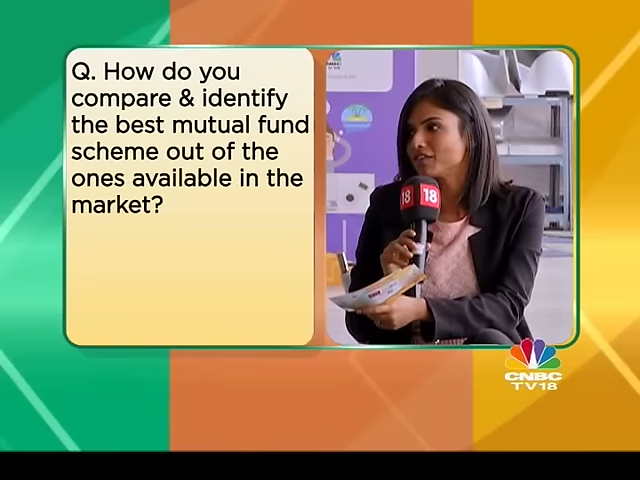 Q. How do you
compare & identify
the best mutual fund
scheme out of the
ones available in the
market?
18
18
CNBC
TV18